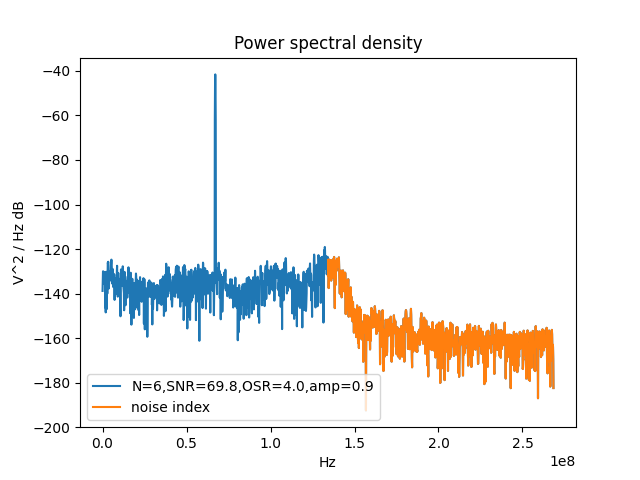 Power spectral density
V^2 / Hz dB
−40
−60
−80
−100
−120
−140
−160
−180
−200
N=6,SNR=69.8,OSR=4.0,amp=0.9
noise index
0.0 0.5 1.0 1.5 2.0 2.5
1e8
Hz